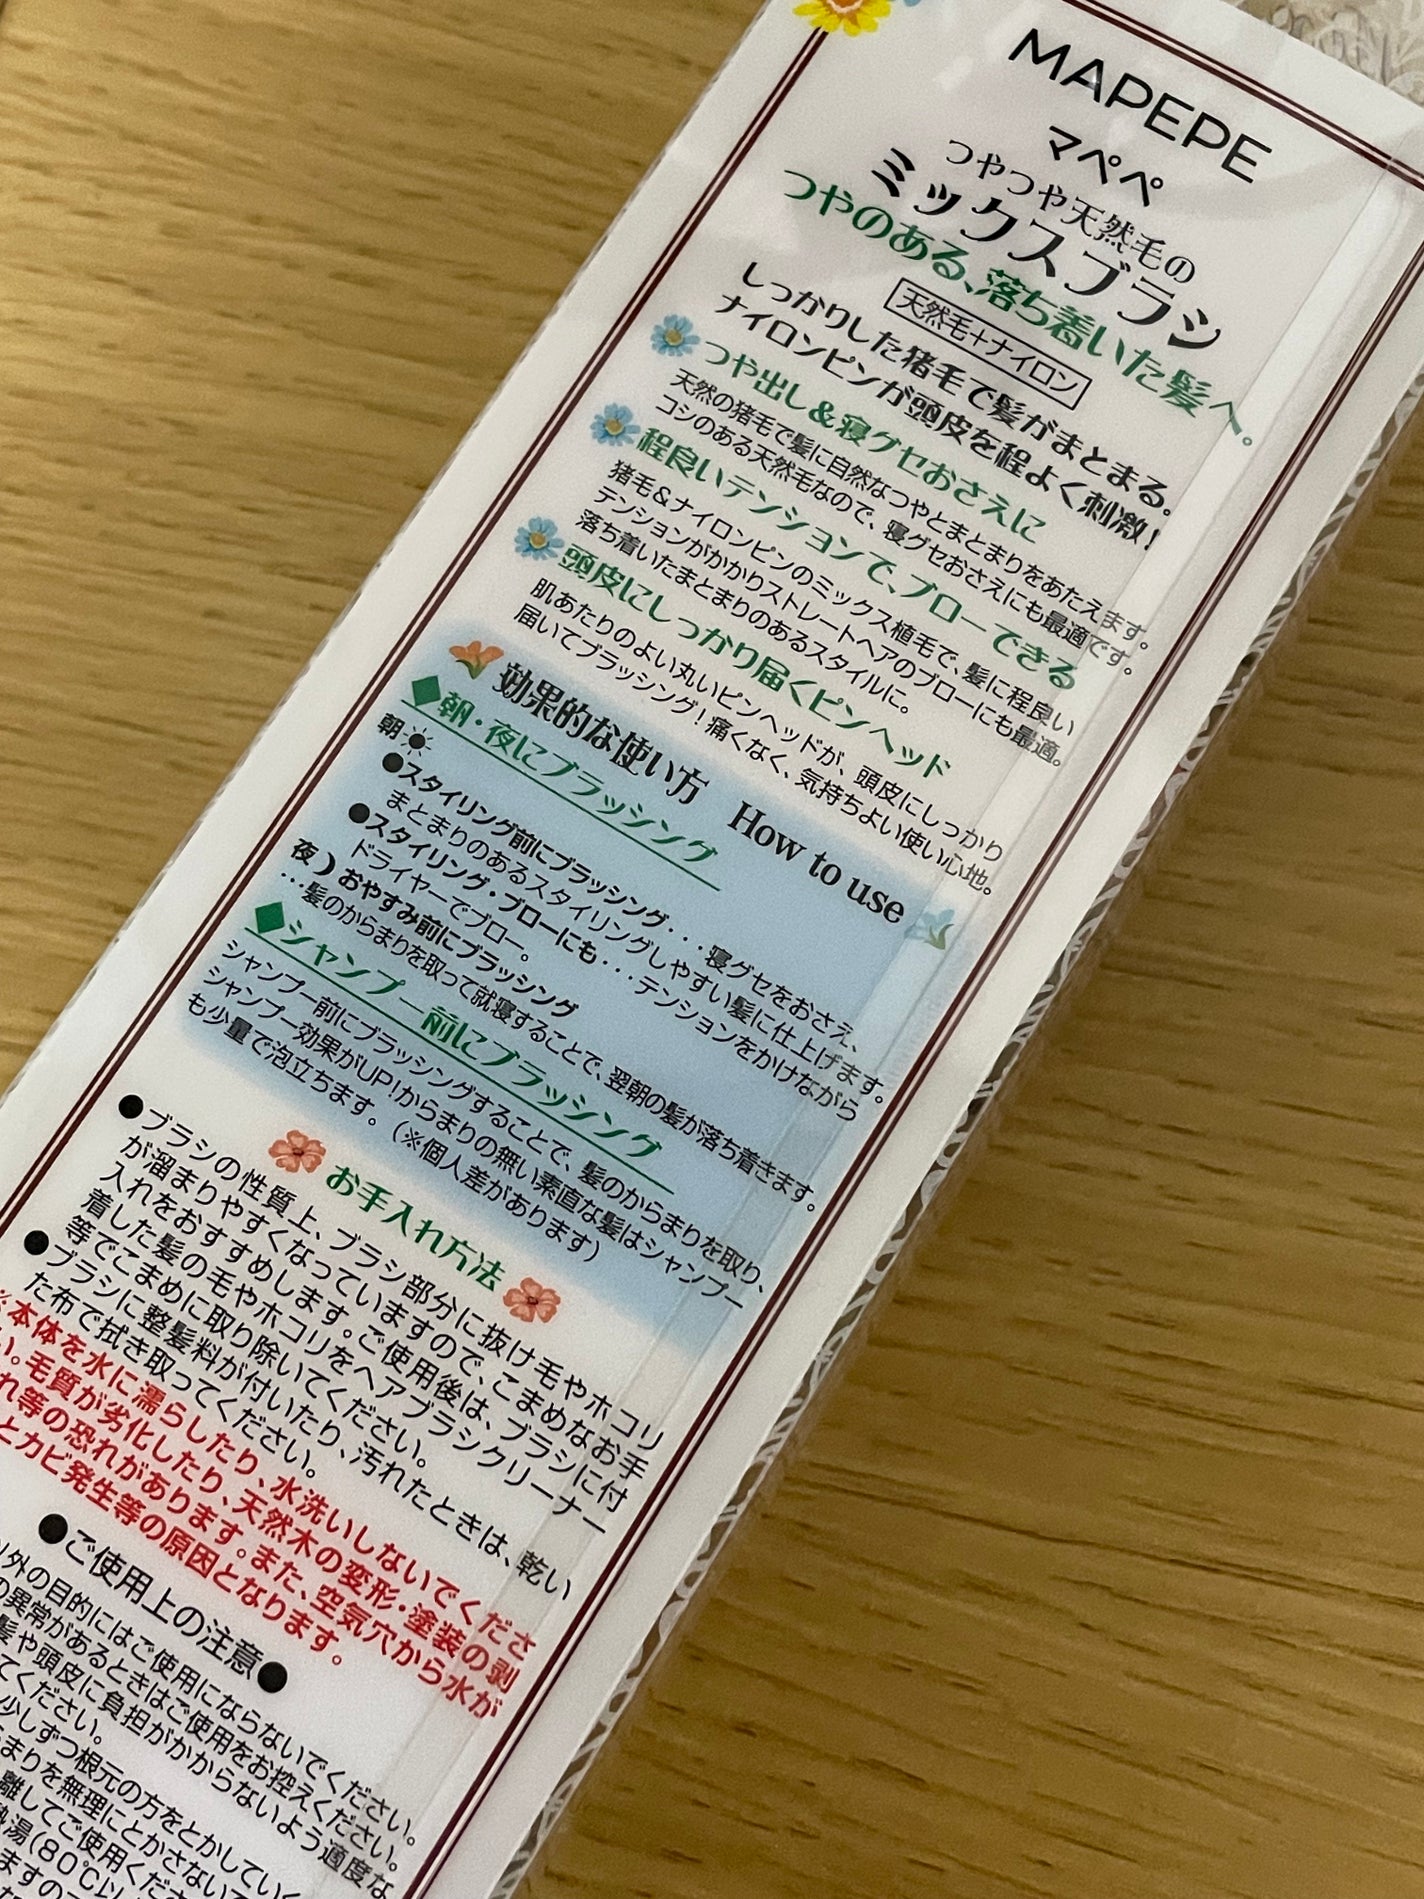 MAPEPE
マペペ
つやつや天然毛の
ミックスブラシ
つやのある、落ち着いた髪へ。
天然毛+ナイロン
しっかりした猪毛で髪がまとまる。
ナイロンピンが頭皮を程よく刺激!
つや出し&寝グセおさえに
天然の猪毛で髪に自然なつやとまとまりをあたえます。
コシのある天然毛なので、寝グセおさえにも最適です。
程良いテンションで、ブローできる
猪毛&ナイロンピンのミックス植毛で、髪に程良い
テンションがかかりストレートヘアのブローにも最適。
落ち着いたまとまりのあるスタイルに。
頭皮にしっかり届くピンヘッド
肌あたりのよい丸いピンヘッドが、頭皮にしっかり
届いてブラッシング!痛くなく、気持ちよい使い心地。
効果的な使い方 How to use
◆朝・夜にブラッシング
朝
●スタイリング前にブラッシング・・・寝グセをおさえ、
まとまりのあるスタイリングしやすい髪に仕上げます。
●スタイリング・ブローにも・・・テンションをかけながら
ドライヤーでブロー。
夜 おやすみ前にブラッシング
・・・髪のからまりを取って就寝することで、翌朝の髪が落ち着きます。
◆シャンプー前にブラッシング
シャンプー前にブラッシングすることで、髪のからまりを取り、
シャンプー効果がUP!からまりの無い素直な髪はシャンプー
も少量で泡立ちます。(※個人差があります)
お手入れ方法
●ブラシの性質上、ブラシ部分に抜け毛やホコリ
が溜まりやすくなっていますので、こまめなお手
入れをおすすめします。ご使用後は、ブラシに付
着した髪の毛やホコリをヘアブラシクリーナー
等でこまめに取り除いてください。
●ブラシに整髪料が付いたり、汚れたときは、乾い
た布で拭き取ってください。
※本体を水に濡らしたり、水洗いしないでくださ
い。毛質が劣化したり、天然木の変形・塗装の剥
れ等の恐れがあります。また、空気穴から水が
とカビ発生等の原因となります。
●ご使用上の注意●
以外の目的にはご使用にならないでください。
の異常があるときはご使用をお控えください。
髪や頭皮に負担がかからないよう適度な
てください。
少しずつ根元の方をとかしていく
まりを無理にとかさないで
離してご使用くださ
熱湯(80℃以
ますので